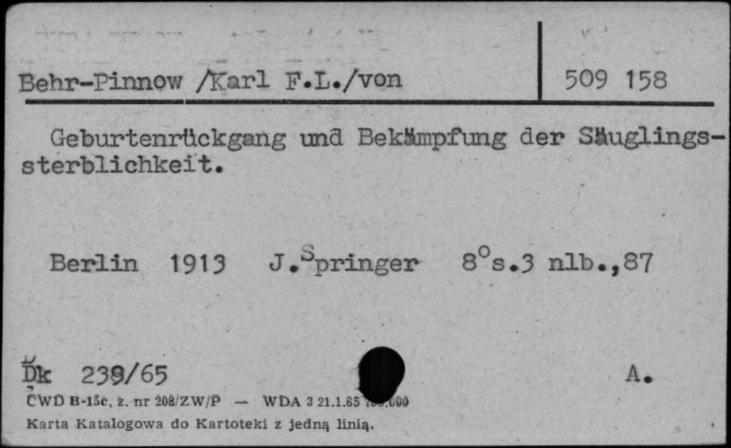 Behr-Pinnow /Karl F.L./von 509 158
Geburtenrückgang und Bekämpfung der Säuglings-
sterblichkeit.
Berlin 1913 J.Springer 8°s.3 nlb.,87
Dk 239/65 A.
CWD B-15c, z. nr 208/ZW/P — WDA 3 21.1.65 .000
Karta Katalogowa do Kartoteki z jedną linią.